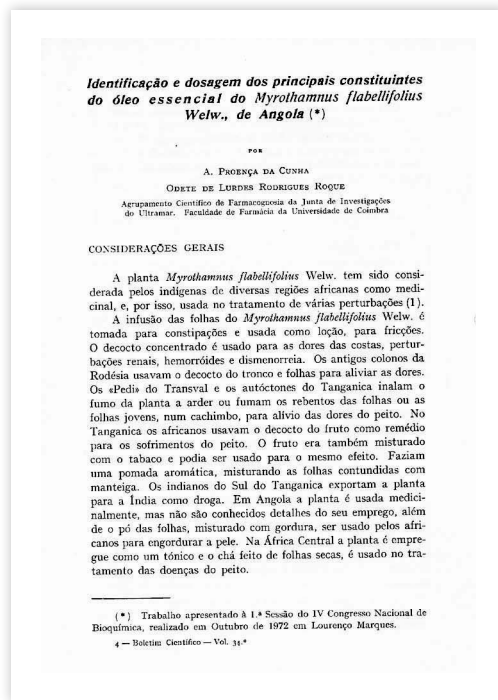 Identificação e dosagem dos principais constituintes
do óleo essencial do Myrothamnus flabellifolius
Welw., de Angola (*)
POR
A. PROENÇA DA CUNHA
ODETE DE LURDES RODRIGUES ROQUE
Agrupamento Científico de Farmacognosia da Junta de Investigações
do Ultramar. Faculdade de Farmácia da Universidade de Coimbra
CONSIDERAÇÕES GERAIS
A planta Myrothamnus flabellifolius Welw. tem sido consi-
derada pelos indígenas de diversas regiões africanas como medi-
cinal, e, por isso, usada no tratamento de várias perturbações (1).
A infusão das folhas do Myrothamnus flabellifolius Welw. é
tomada para constipações e usada como loção, para fricções.
O decocto concentrado é usado para as dores das costas, pertur-
bações renais, hemorróides e dismenorreia. Os antigos colonos da
Rodésia usavam o decocto do tronco e folhas para aliviar as dores.
Os «Pedi» do Transval e os autóctones do Tanganica inalam o
fumo da planta a arder ou fumam os rebentos das folhas ou as
folhas jovens, num cachimbo, para alívio das dores do peito. No
Tanganica os africanos usavam o decocto do fruto como remédio
para os sofrimentos do peito. O fruto era também misturado
com o tabaco e podia ser usado para o mesmo efeito. Faziam
uma pomada aromática, misturando as folhas contundidas com
manteiga. Os indianos do Sul do Tanganica exportam a planta
para a Índia como droga. Em Angola a planta é usada medici-
nalmente, mas não são conhecidos detalhes do seu emprego, além
de o pó das folhas, misturado com gordura, ser usado pelos afri-
canos para engordurar a pele. Na África Central a planta é empre-
gue como um tónico e o chá feito de folhas secas, é usado no tra-
tamento das doenças do peito.
(*) Trabalho apresentado à 1.ª Sessão do IV Congresso Nacional de
Bioquímica, realizado em Outubro de 1972 em Lourenço Marques.
4 — Boletim Científico — Vol. 34.º